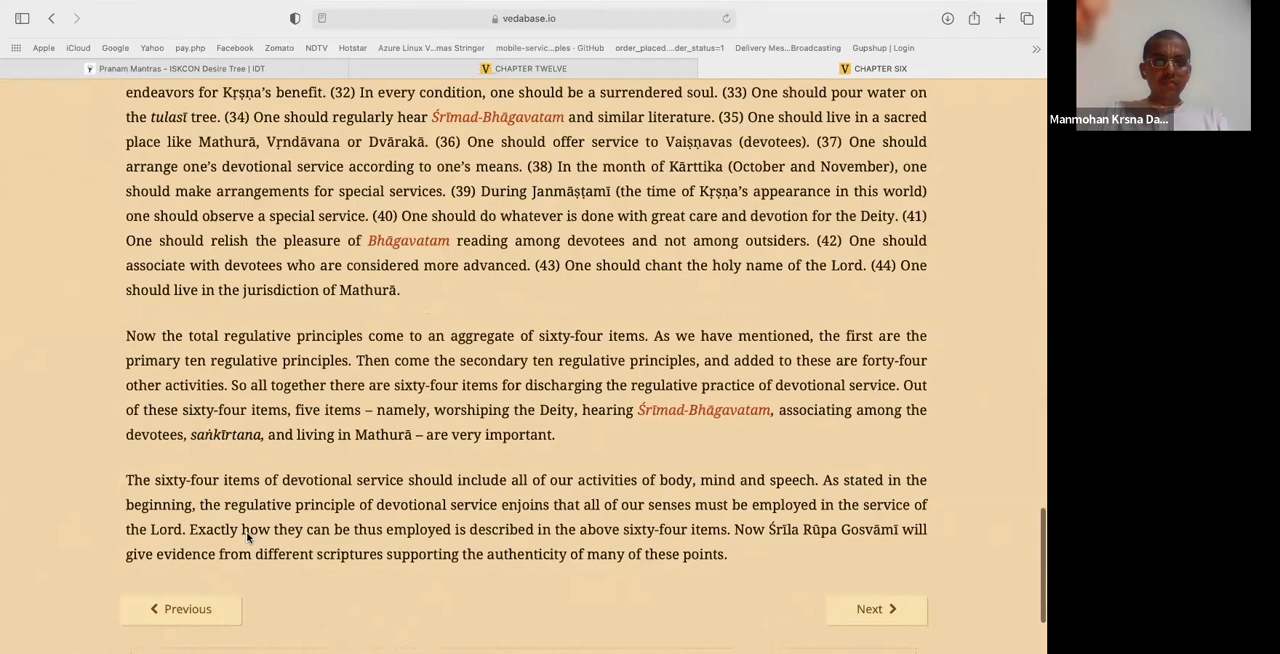 vedabase.io
Apple iCloud Google Yahoo pay.php Facebook Zomato NDTV Hotstar Azure Linux V...mas Stringer mobile-servic...ples · GitHub order_placed....der_status=1 Delivery Mes...Broadcasting Gupshup | Login
Pranam Mantras - ISKCON Desire Tree | IDT
CHAPTER TWELVE
CHAPTER SIX
endeavors for Kṛṣṇa's benefit. (32) In every condition, one should be a surrendered soul. (33) One should pour water on
the tulasī tree. (34) One should regularly hear Śrīmad-Bhāgavatam and similar literature. (35) One should live in a sacred
place like Mathurā, Vṛndāvana or Dvārakā. (36) One should offer service to Vaiṣṇavas (devotees). (37) One should
arrange one's devotional service according to one's means. (38) In the month of Kārttika (October and November), one
should make arrangements for special services. (39) During Janmāṣṭamī (the time of Kṛṣṇa's appearance in this world)
one should observe a special service. (40) One should do whatever is done with great care and devotion for the Deity. (41)
One should relish the pleasure of Bhāgavatam reading among devotees and not among outsiders. (42) One should
associate with devotees who are considered more advanced. (43) One should chant the holy name of the Lord. (44) One
should live in the jurisdiction of Mathurā.
Now the total regulative principles come to an aggregate of sixty-four items. As we have mentioned, the first are the
primary ten regulative principles. Then come the secondary ten regulative principles, and added to these are forty-four
other activities. So all together there are sixty-four items for discharging the regulative practice of devotional service. Out
of these sixty-four items, five items – namely, worshiping the Deity, hearing Śrīmad-Bhāgavatam, associating among the
devotees, saṅkīrtana, and living in Mathurā – are very important.
The sixty-four items of devotional service should include all of our activities of body, mind and speech. As stated in the
beginning, the regulative principle of devotional service enjoins that all of our senses must be employed in the service of
the Lord. Exactly how they can be thus employed is described in the above sixty-four items. Now Śrīla Rūpa Gosvāmī will
give evidence from different scriptures supporting the authenticity of many of these points.
Previous
Next
Manmohan Krsna Da...